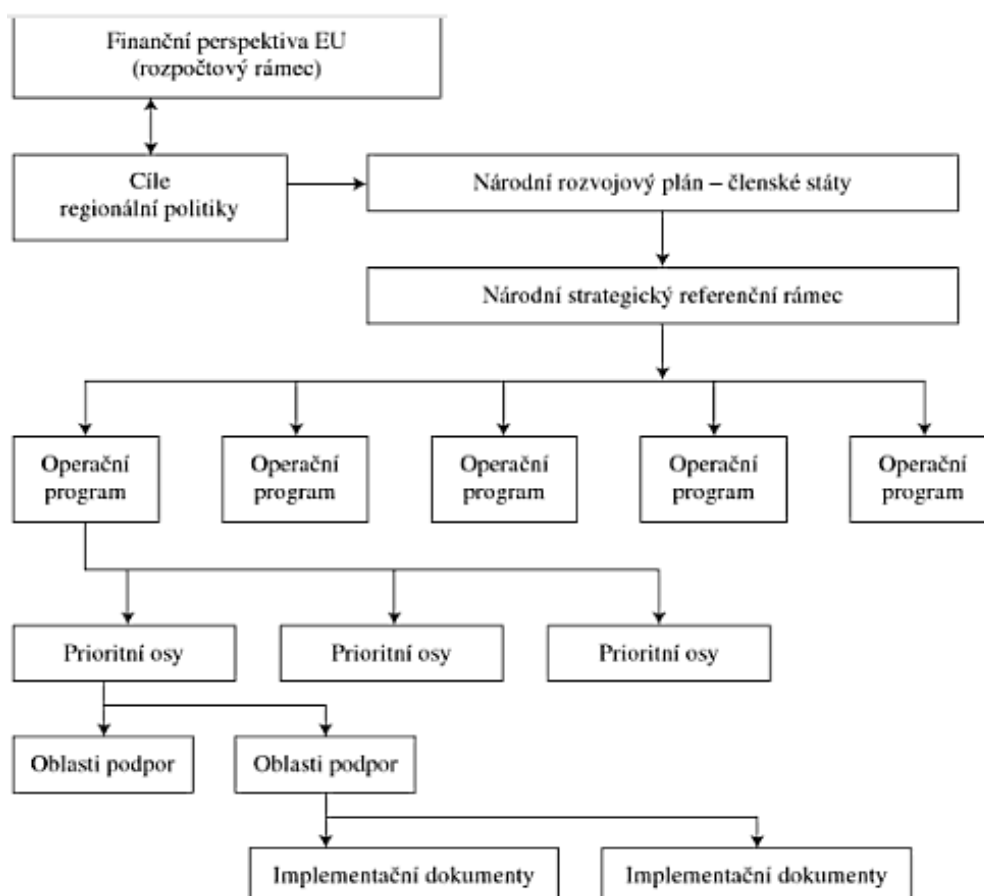 Finanční perspektiva EU
(rozpočtový rámec)
Cíle
regionální politiky
Národní rozvojový plán – členské státy
Národní strategický referenční rámec
Operační
program
Operační
program
Operační
program
Operační
program
Operační
program
Prioritní osy
Prioritní osy
Prioritní osy
Oblasti podpor
Oblasti podpor
Implementační dokumenty
Implementační dokumenty